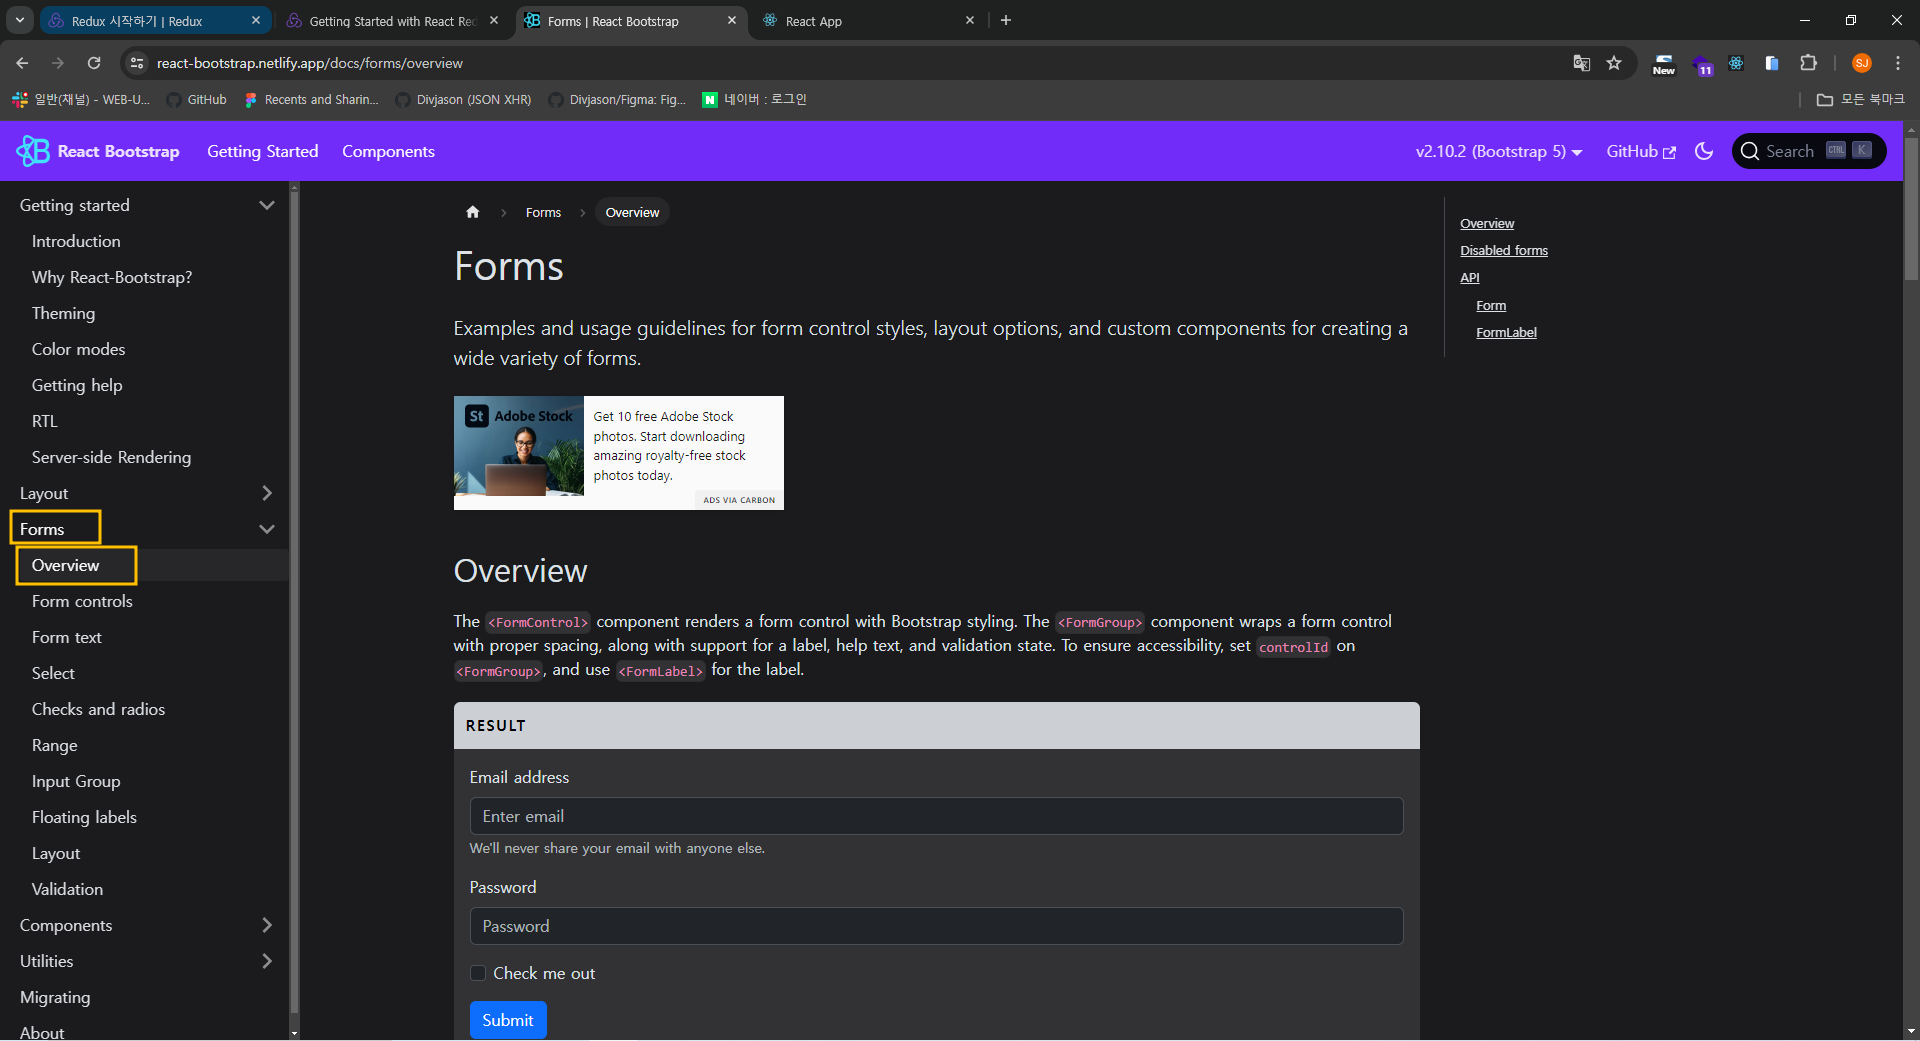 Redux 시작하기 | Redux
Getting Started with React Rec
Forms | React Bootstrap
React App
react-bootstrap.netlify.app/docs/forms/overview
New
11
SJ
일반(채널) - WEB-U...
GitHub
Recents and Sharin...
Divjason (JSON XHR)
Divjason/Figma: Fig...
N
네이버 : 로그인
모든 북마크
React Bootstrap
Getting Started
Components
v2.10.2 (Bootstrap 5)
GitHub
Search
CTRL K
Getting started
Introduction
Why React-Bootstrap?
Theming
Color modes
Getting help
RTL
Server-side Rendering
Layout
Forms
Overview
Form controls
Form text
Select
Checks and radios
Range
Input Group
Floating labels
Layout
Validation
Components
Utilities
Migrating
About
Forms
Overview
Forms
Examples and usage guidelines for form control styles, layout options, and custom components for creating a
wide variety of forms.
St Adobe Stock
Get 10 free Adobe Stock
photos. Start downloading
amazing royalty-free stock
photos today.
ADS VIA CARBON
Overview
The <FormControl> component renders a form control with Bootstrap styling. The <FormGroup> component wraps a form control
with proper spacing, along with support for a label, help text, and validation state. To ensure accessibility, set controlId on
<FormGroup>, and use <FormLabel> for the label.
RESULT
Email address
Enter email
We'll never share your email with anyone else.
Password
Password
Check me out
Submit
Overview
Disabled forms
API
Form
FormLabel